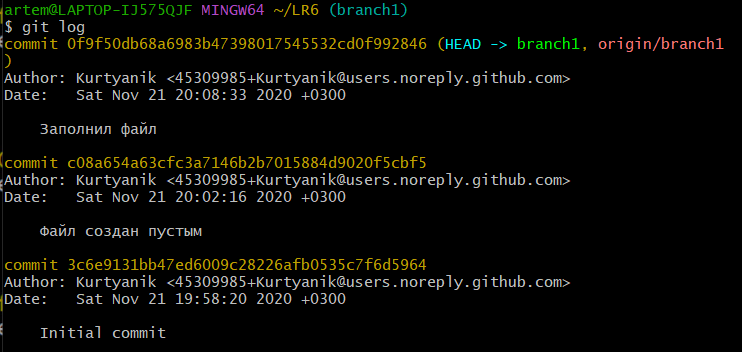 artem@LAPTOP-IJ575QJF MINGW64 ~/LR6 (branch1)
$ git log
commit 0f9f50db68a6983b47398017545532cd0f992846 (HEAD -> branch1, origin/branch1
)
Author: Kurtyanik <45309985+Kurtyanik@users.noreply.github.com>
Date:   Sat Nov 21 20:08:33 2020 +0300
    Заполнил файл
commit c08a654a63cfc3a7146b2b7015884d9020f5cbf5
Author: Kurtyanik <45309985+Kurtyanik@users.noreply.github.com>
Date:   Sat Nov 21 20:02:16 2020 +0300
    Файл создан пустым
commit 3c6e9131bb47ed6009c28226afb0535c7f6d5964
Author: Kurtyanik <45309985+Kurtyanik@users.noreply.github.com>
Date:   Sat Nov 21 19:58:20 2020 +0300
    Initial commit